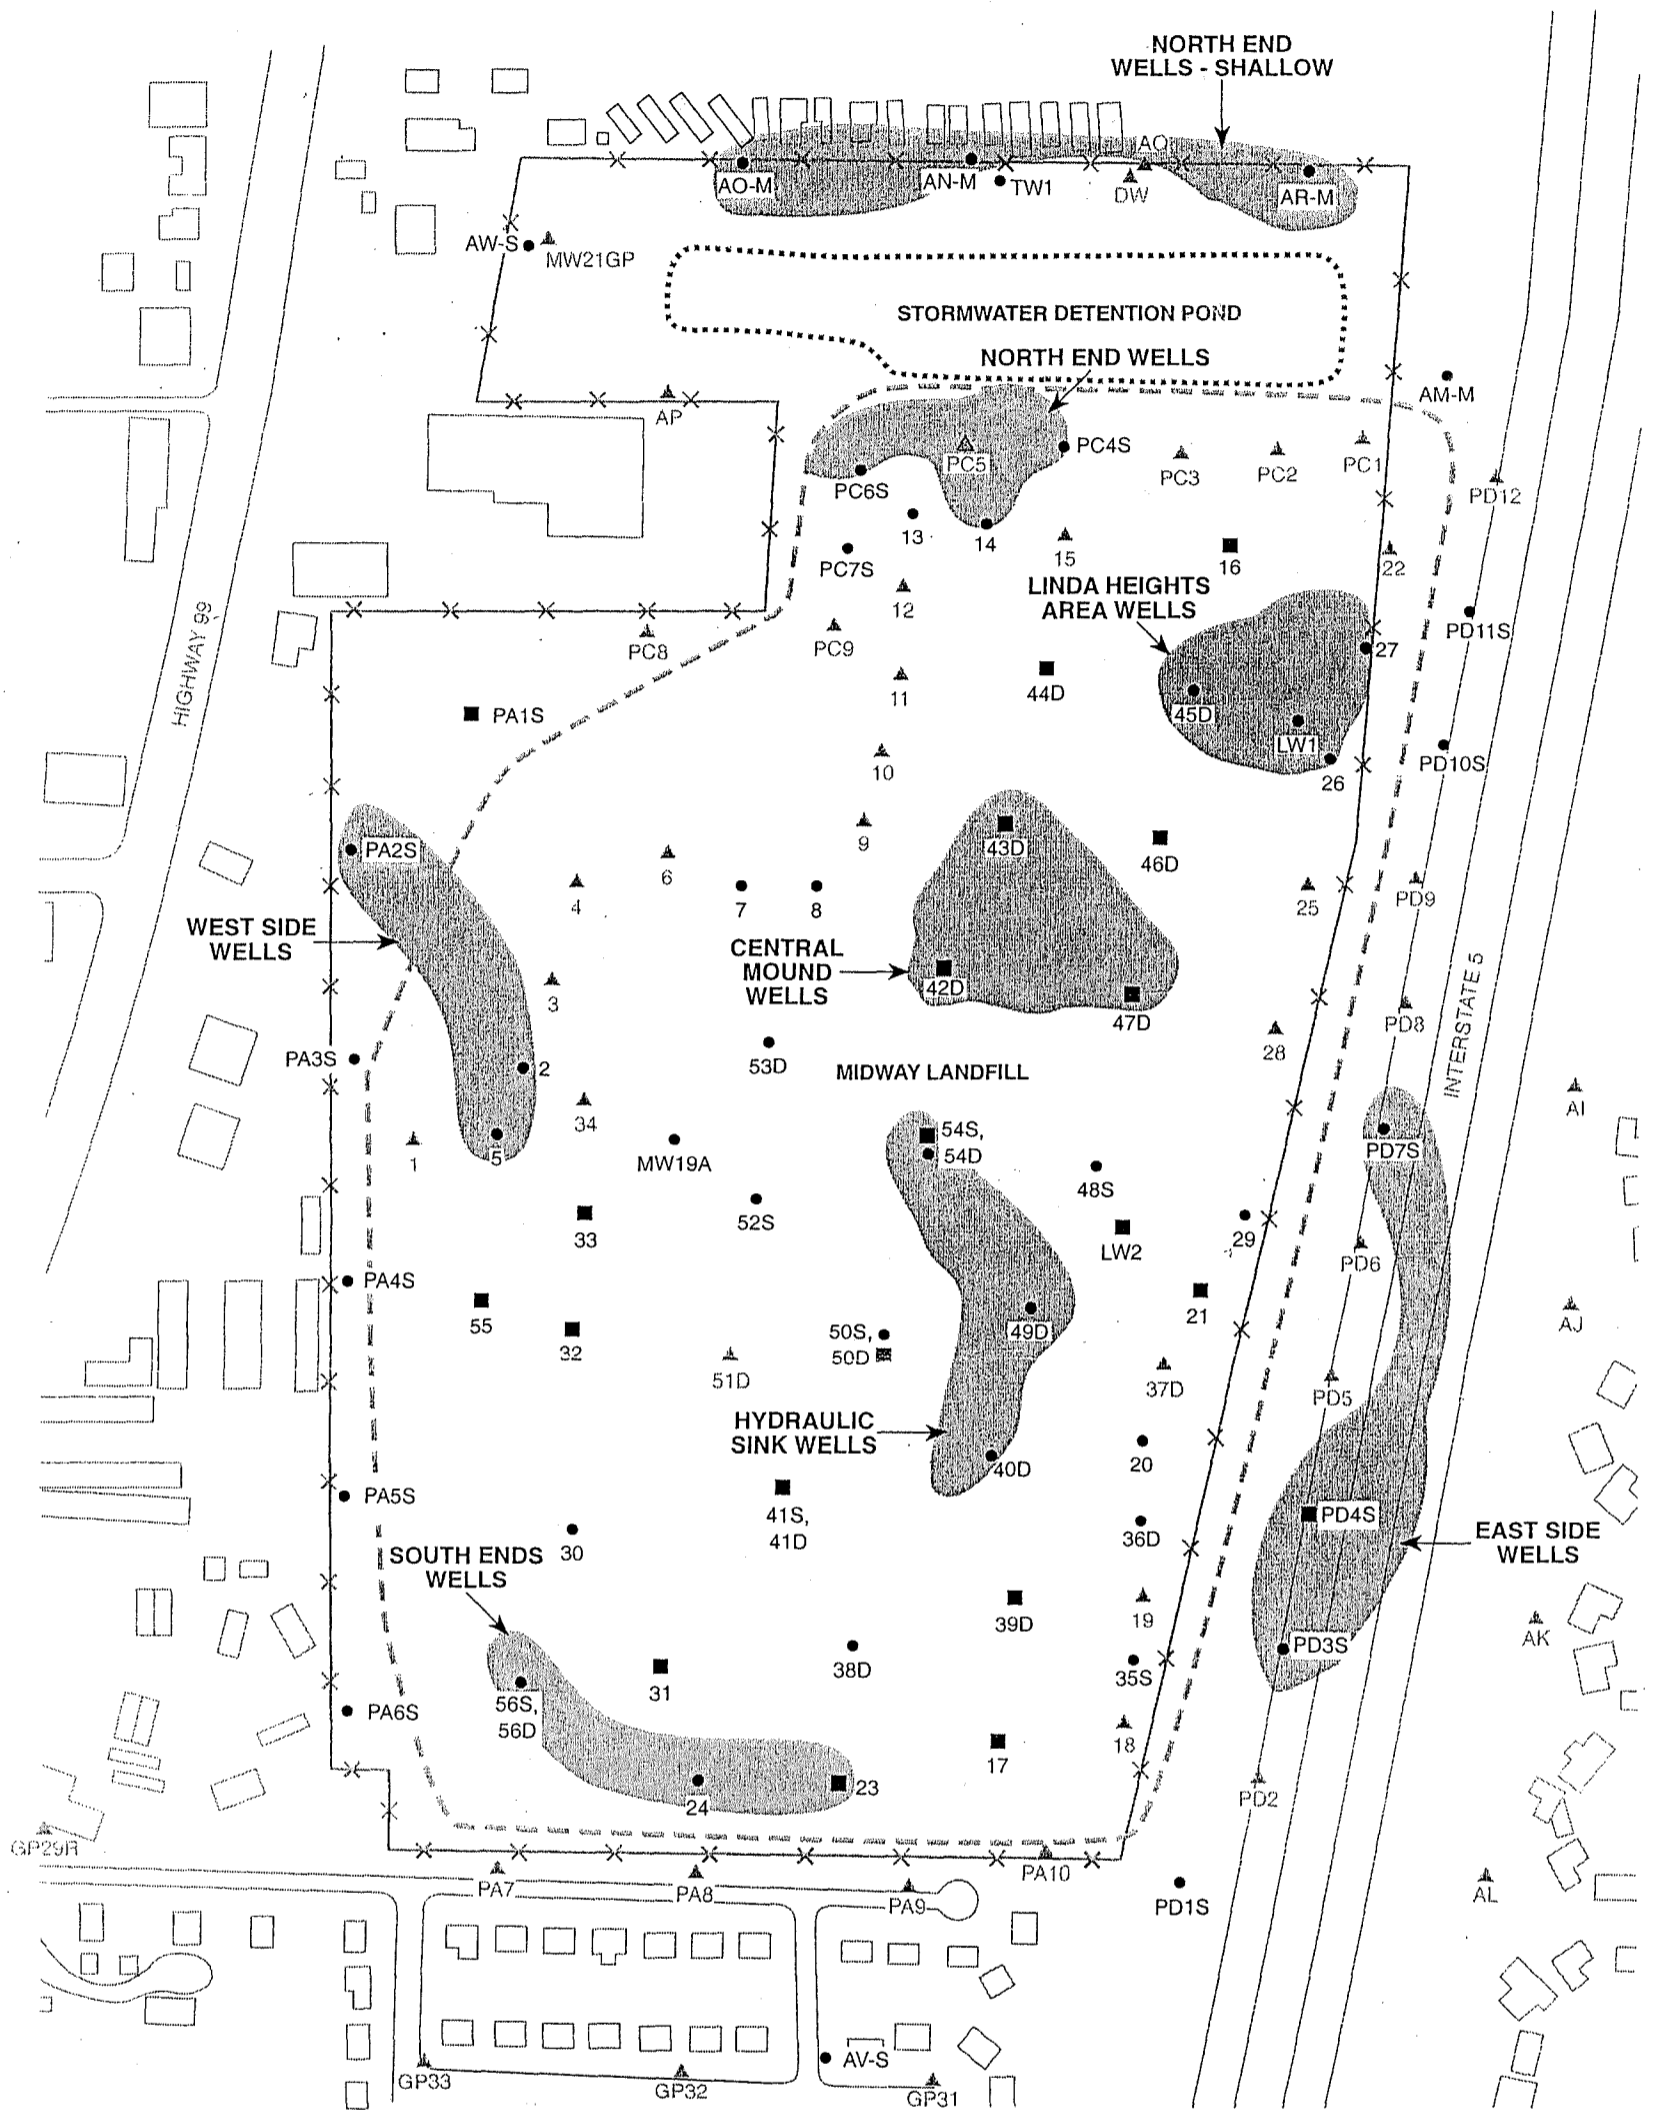 NORTH END
WELLS - SHALLOW
AQ
AO-M
AN-M
TW1
DW
AR-M
AW-S
MW21GP
STORMWATER DETENTION POND
NORTH END WELLS
AP
AM-M
PC4S
PC5
PC6S
PC3
PC2
PC1
PD12
13
14
15
16
22
PC7S
LINDA HEIGHTS
AREA WELLS
12
HIGHWAY 99
PC8
PC9
PD11S
27
11
44D
45D
PA1S
LW1
10
26
PD10S
9
43D
46D
PA2S
6
4
7
8
25
PD9
WEST SIDE
WELLS
CENTRAL
MOUND
WELLS
42D
3
47D
PD8
INTERSTATE 5
28
PA3S
2
53D
MIDWAY LANDFILL
AI
34
54S,
54D
PD7S
1
5
MW19A
48S
52S
33
LW2
29
PD6
PA4S
55
32
50S,
50D
49D
21
AJ
51D
37D
PD5
HYDRAULIC
SINK WELLS
40D
20
PA5S
41S,
41D
PD4S
36D
EAST SIDE
WELLS
30
SOUTH ENDS
WELLS
39D
19
AK
PD3S
38D
35S
31
56S,
56D
PA6S
17
18
24
23
PD2
GP29R
PA10
PA7
PA8
PA9
PD1S
AL
AV-S
GP33
GP32
GP31